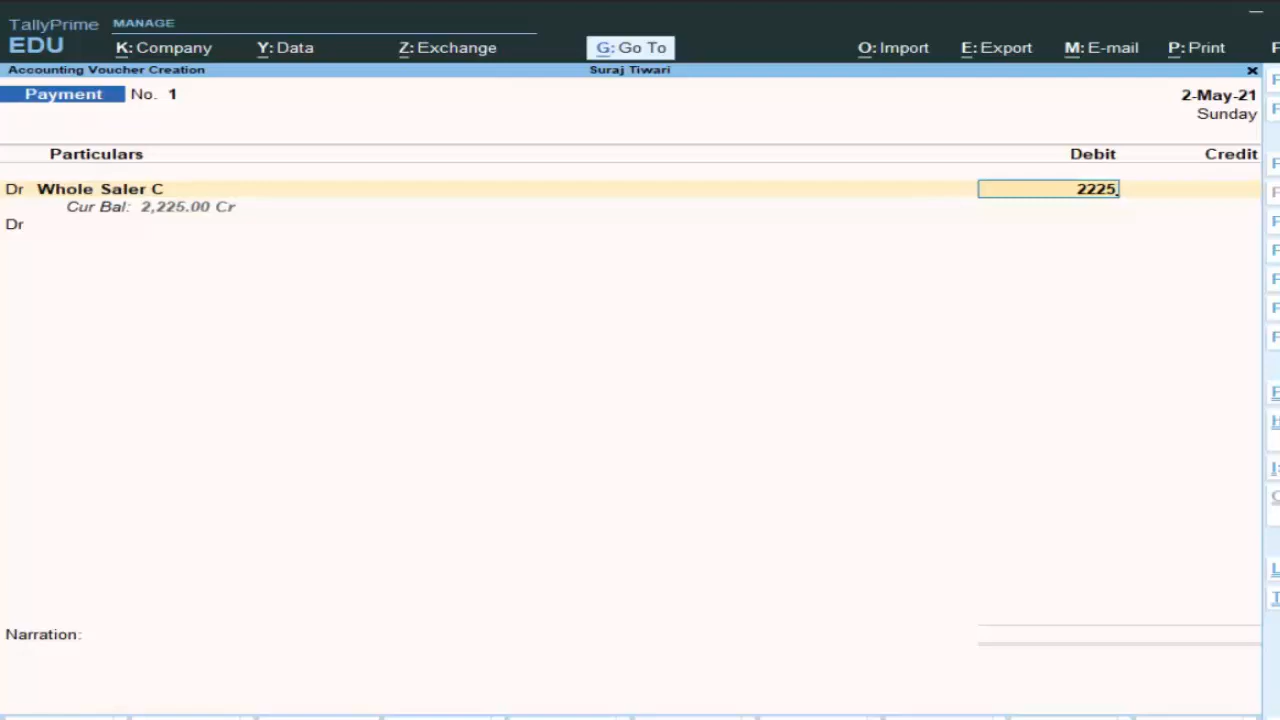 TallyPrime MANAGE
EDU K: Company Y: Data Z: Exchange G: Go To O: Import E: Export M: E-mail P: Print
Accounting Voucher Creation Suraj Tiwari
Payment No. 1 2-May-21
Sunday
Particulars Debit Credit
Dr Whole Saler C 2225
Cur Bal: 2,225.00 Cr
Dr
Narration: